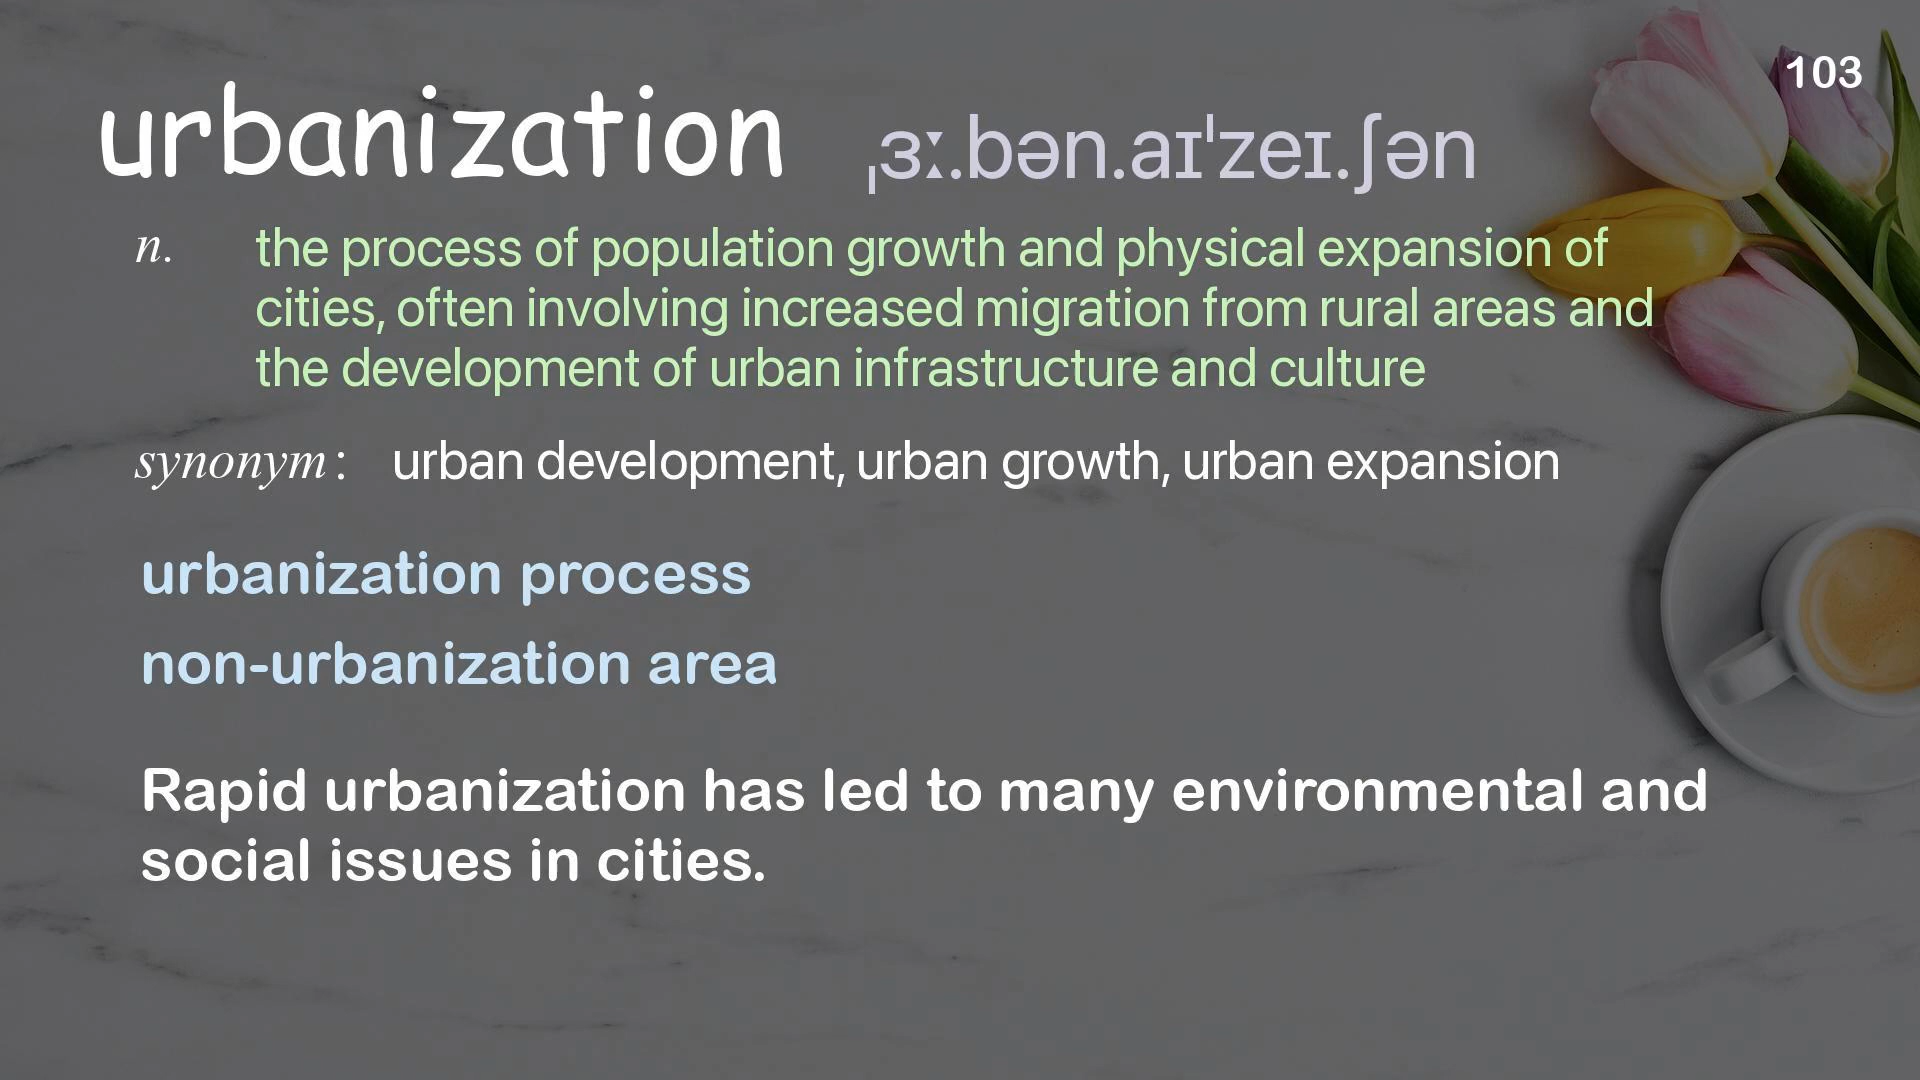 103
urbanization ˌɜː.bən.aɪˈzeɪ.ʃən
n. the process of population growth and physical expansion of
cities, often involving increased migration from rural areas and
the development of urban infrastructure and culture
synonym : urban development, urban growth, urban expansion
urbanization process
non-urbanization area
Rapid urbanization has led to many environmental and
social issues in cities.